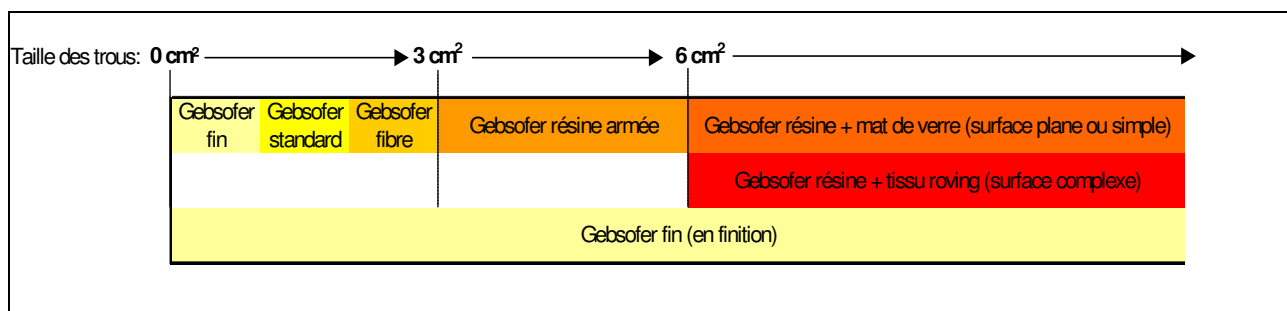 Taille des trous: 0 cm² 3 cm² 6 cm²
Gebsofer fin
Gebsofer standard
Gebsofer fibre
Gebsofer résine armée
Gebsofer résine + mat de verre (surface plane ou simple)
Gebsofer résine + tissu roving (surface complexe)
Gebsofer fin (en finition)